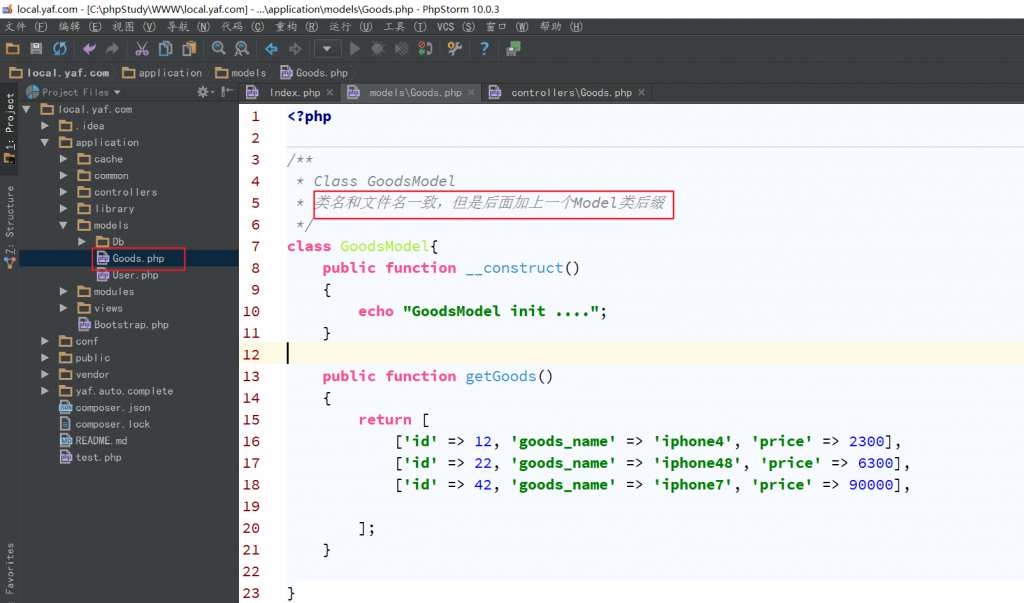 local.yaf.com - [C:\phpStudy\WWW\local.yaf.com] - ...\application\models\Goods.php - PhpStorm 10.0.3
文件 (F) 编辑 (E) 视图 (V) 导航 (N) 代码 (C) 重构 (R) 运行 (U) 工具 (T) VCS (S) 窗口 (W) 帮助 (H)
local.yaf.com application models Goods.php
Project Files
Index.php models\Goods.php controllers\Goods.php
1: Project
7: Structure
Favorites
local.yaf.com
.idea
application
cache
common
controllers
library
models
Db
Goods.php
User.php
modules
views
Bootstrap.php
conf
public
vendor
yaf.auto.complete
composer.json
composer.lock
README.md
test.php
1 <?php
2
3 /**
4 * Class GoodsModel
5 * 类名和文件名一致，但是后面加上一个Model类后缀
6 */
7 class GoodsModel{
8 public function __construct()
9 {
10 echo "GoodsModel init ....";
11 }
12
13 public function getGoods()
14 {
15 return [
16 ['id' => 12, 'goods_name' => 'iphone4', 'price' => 2300],
17 ['id' => 22, 'goods_name' => 'iphone48', 'price' => 6300],
18 ['id' => 42, 'goods_name' => 'iphone7', 'price' => 90000],
19
20 ];
21 }
22
23 }